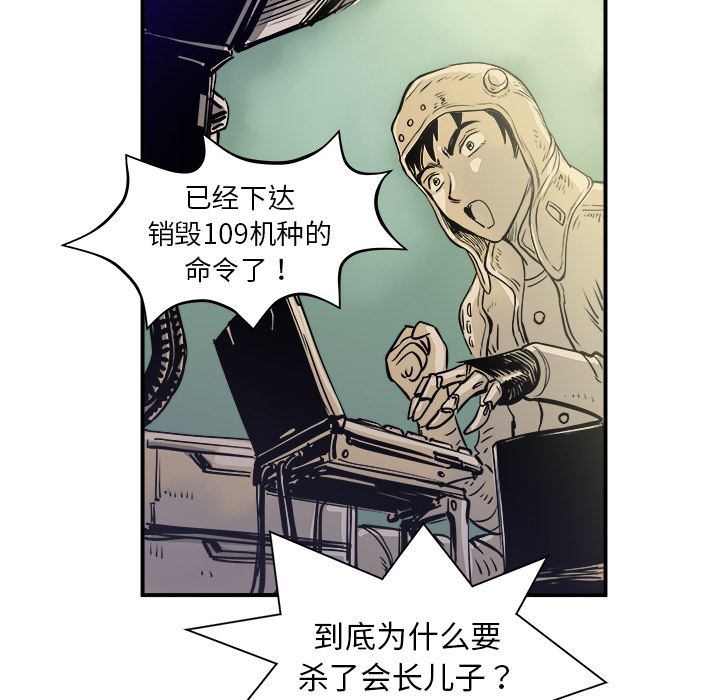 已经下达
销毁109机种的
命令了！
到底为什么要
杀了会长儿子？